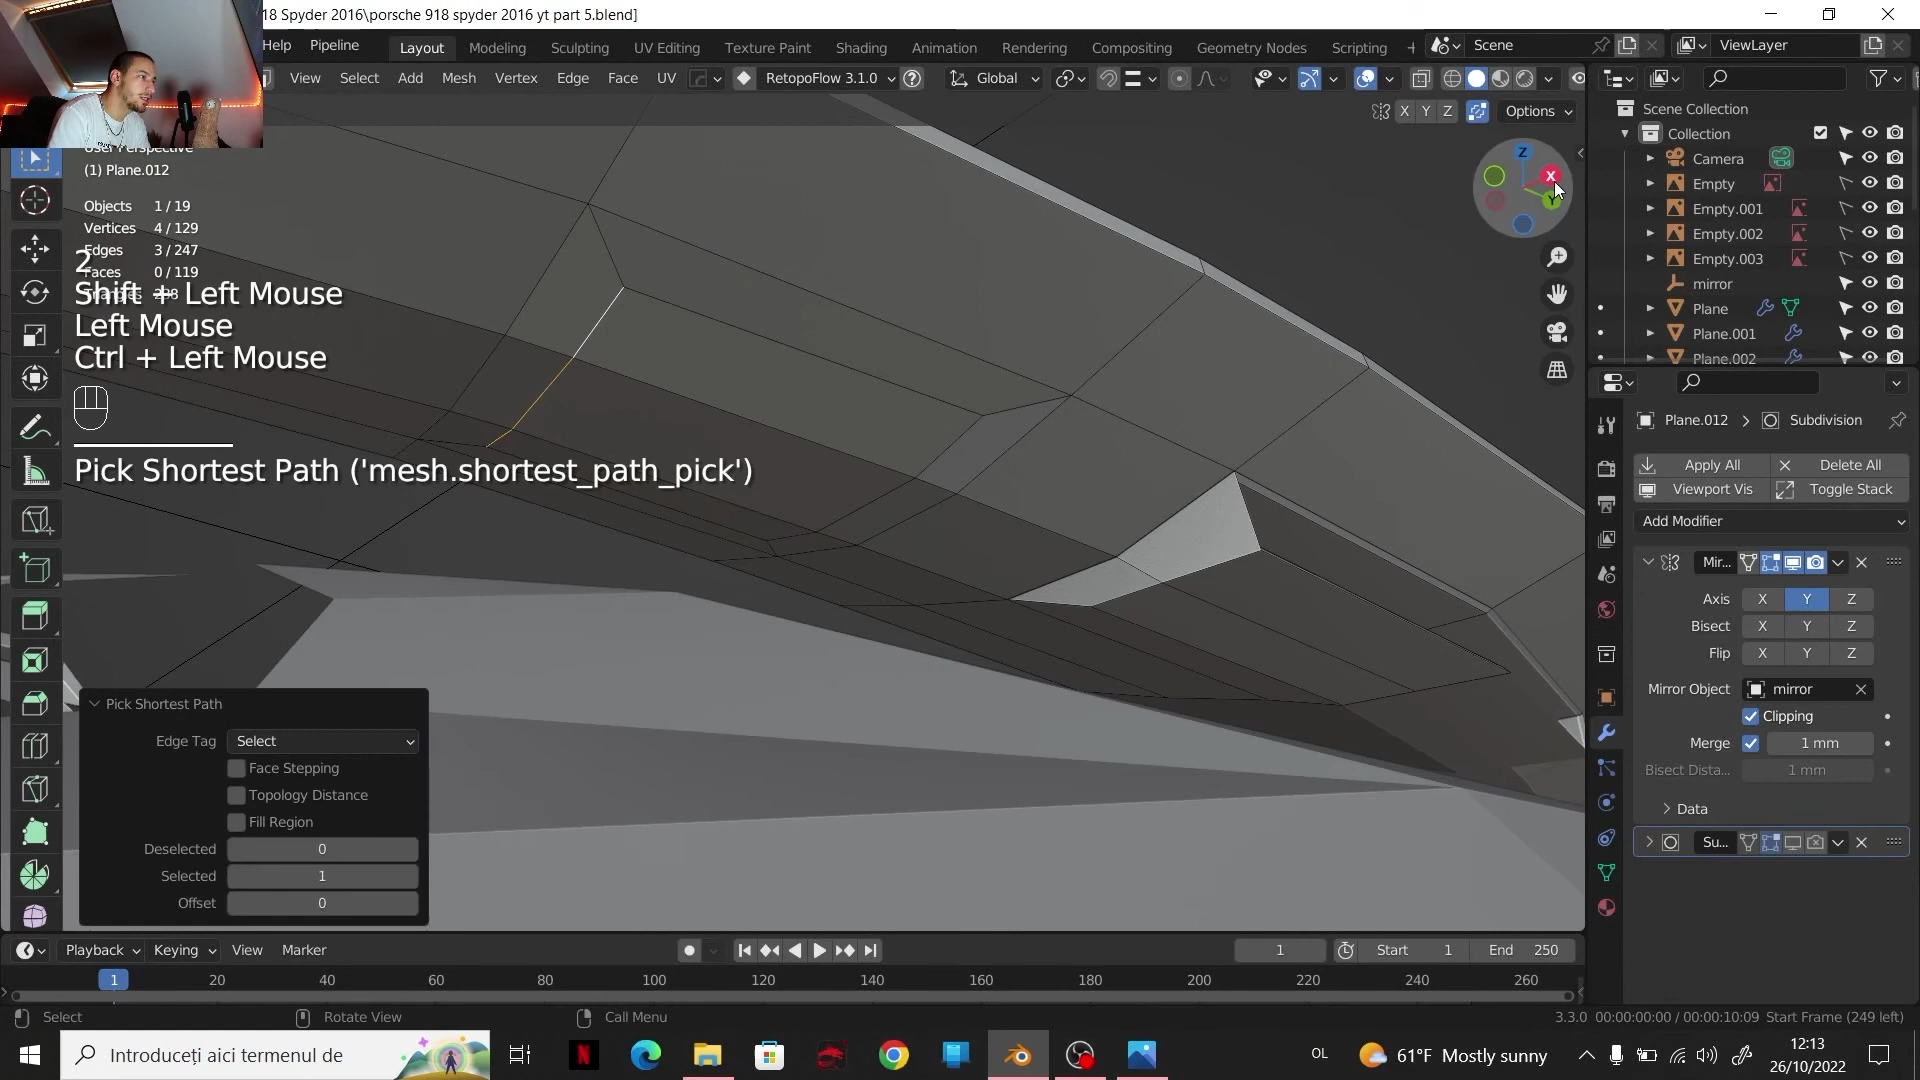 18 Spyder 2016\porsche 918 spyder 2016 yt part 5.blend]
Help Pipeline Layout Modeling Sculpting UV Editing Texture Paint Shading Animation Rendering Compositing Geometry Nodes Scripting Scene ViewLayer
View Select Add Mesh Vertex Edge Face UV RetopoFlow 3.1.0 Global
X Y Z Options
User Perspective
(1) Plane.012
Objects 1 / 19
Vertices 4 / 129
Edges 3 / 247
Faces 0 / 119
Triangles
2
Shift + Left Mouse
Left Mouse
Ctrl + Left Mouse
Pick Shortest Path ('mesh.shortest_path_pick')
Z
X
Y
Pick Shortest Path
Edge Tag Select
Face Stepping
Topology Distance
Fill Region
Deselected 0
Selected 1
Offset 0
Scene Collection
Collection
Camera
Empty
Empty.001
Empty.002
Empty.003
mirror
Plane
Plane.001
Plane.002
Plane.012 Subdivision
Apply All Delete All
Viewport Vis Toggle Stack
Add Modifier
Mir...
Axis X Y Z
Bisect X Y Z
Flip X Y Z
Mirror Object mirror
Clipping
Merge 1 mm
Bisect Dista... 1 mm
Data
Su...
Playback Keying View Marker 1 Start 1 End 250
1 20 40 60 80 100 120 140 160 180 200 220 240 260
Select Rotate View Call Menu 3.3.0 00:00:00:00 / 00:00:10:09 Start Frame (249 left)
Introduceți aici termenul de OL 61°F Mostly sunny 12:13
26/10/2022